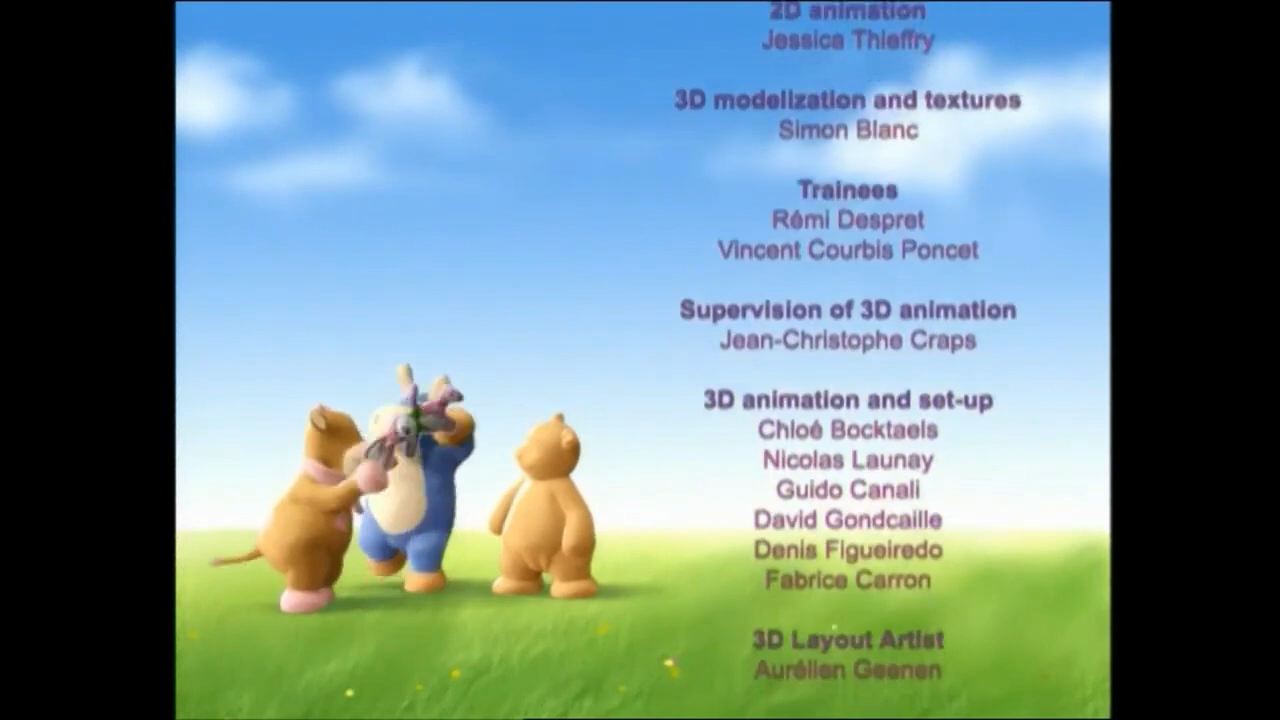 2D animation
Jessica Thieffry
3D modelization and textures
Simon Blanc
Trainees
Rémi Despret
Vincent Courbis Poncet
Supervision of 3D animation
Jean-Christophe Craps
3D animation and set-up
Chloé Bocktaels
Nicolas Launay
Guido Canali
David Gondcaille
Denis Figueiredo
Fabrice Carron
3D Layout Artist
Aurélien Geenen